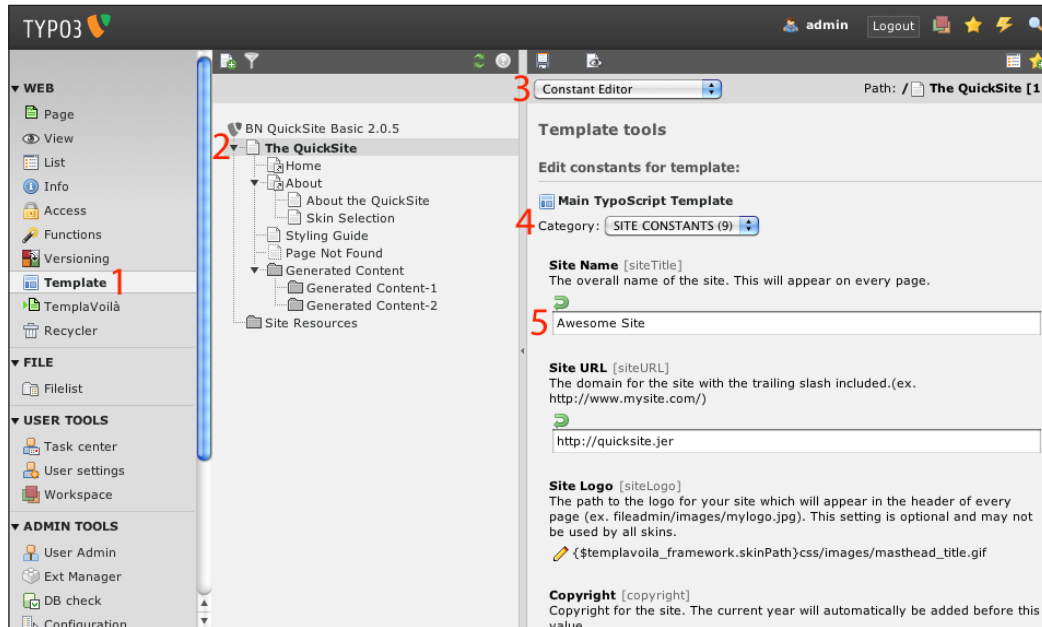 TYPO3
admin
Logout
WEB
Page
View
List
Info
Access
Functions
Versioning
Template 1
TemplaVoilà
Recycler
FILE
Filelist
USER TOOLS
Task center
User settings
Workspace
ADMIN TOOLS
User Admin
Ext Manager
DB check
Configuration
BN QuickSite Basic 2.0.5
2 The QuickSite
Home
About
About the QuickSite
Skin Selection
Styling Guide
Page Not Found
Generated Content
Generated Content-1
Generated Content-2
Site Resources
3 Constant Editor
Path: / The QuickSite [1
Template tools
Edit constants for template:
Main TypoScript Template
4 Category: SITE CONSTANTS (9)
Site Name [siteTitle]
The overall name of the site. This will appear on every page.
5 Awesome Site
Site URL [siteURL]
The domain for the site with the trailing slash included.(ex.
http://www.mysite.com/)
http://quicksite.jer
Site Logo [siteLogo]
The path to the logo for your site which will appear in the header of every
page (ex. fileadmin/images/mylogo.jpg). This setting is optional and may not
be used by all skins.
{$templavoila_framework.skinPath}css/images/masthead_title.gif
Copyright [copyright]
Copyright for the site. The current year will automatically be added before this
value.